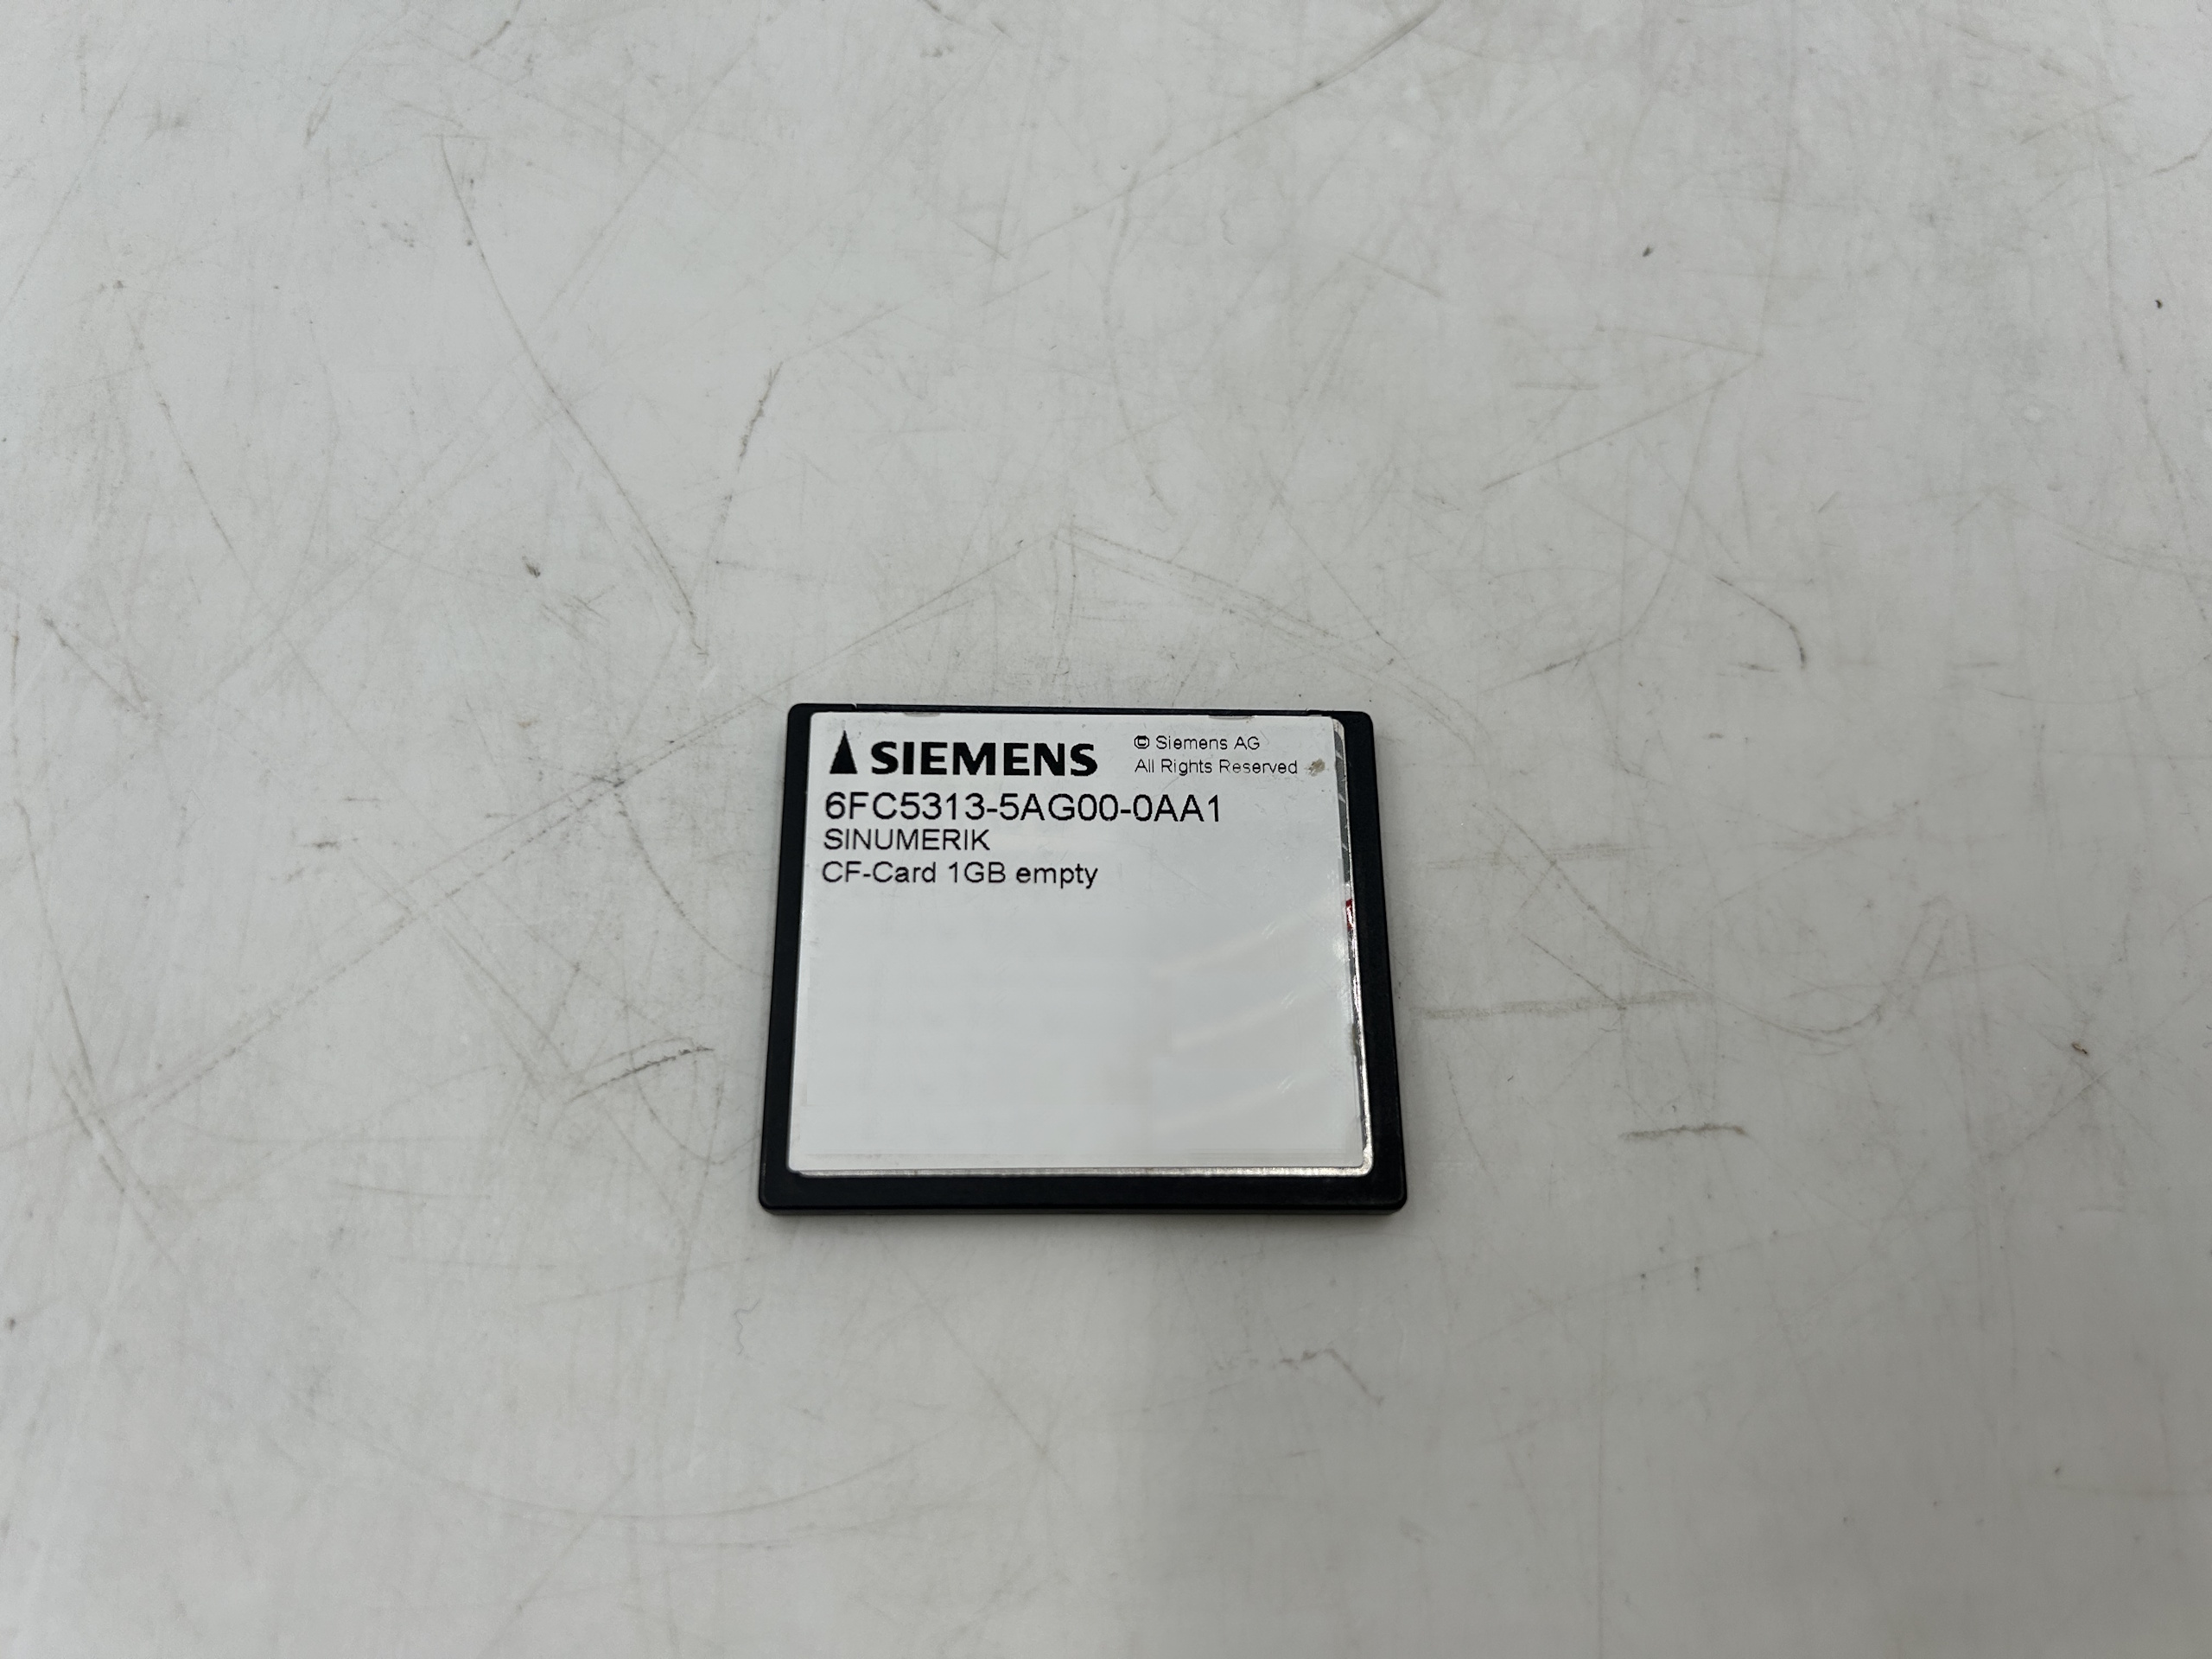 SIEMENS
© Siemens AG
All Rights Reserved
6FC5313-5AG00-0AA1
SINUMERIK
CF-Card 1GB empty